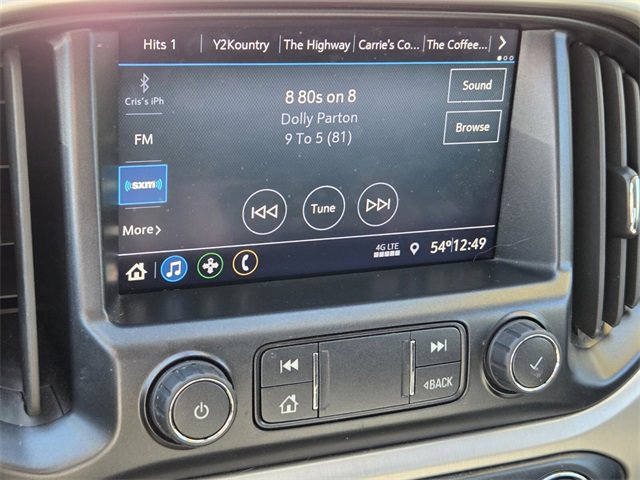 Hits 1 Y2Kountry The Highway Carrie's Co... The Coffee...
Cris's iPh
8 80s on 8
Sound
Dolly Parton
Browse
FM
9 To 5 (81)
((sxm))
Tune
More
4G LTE
54° 12:49
BACK